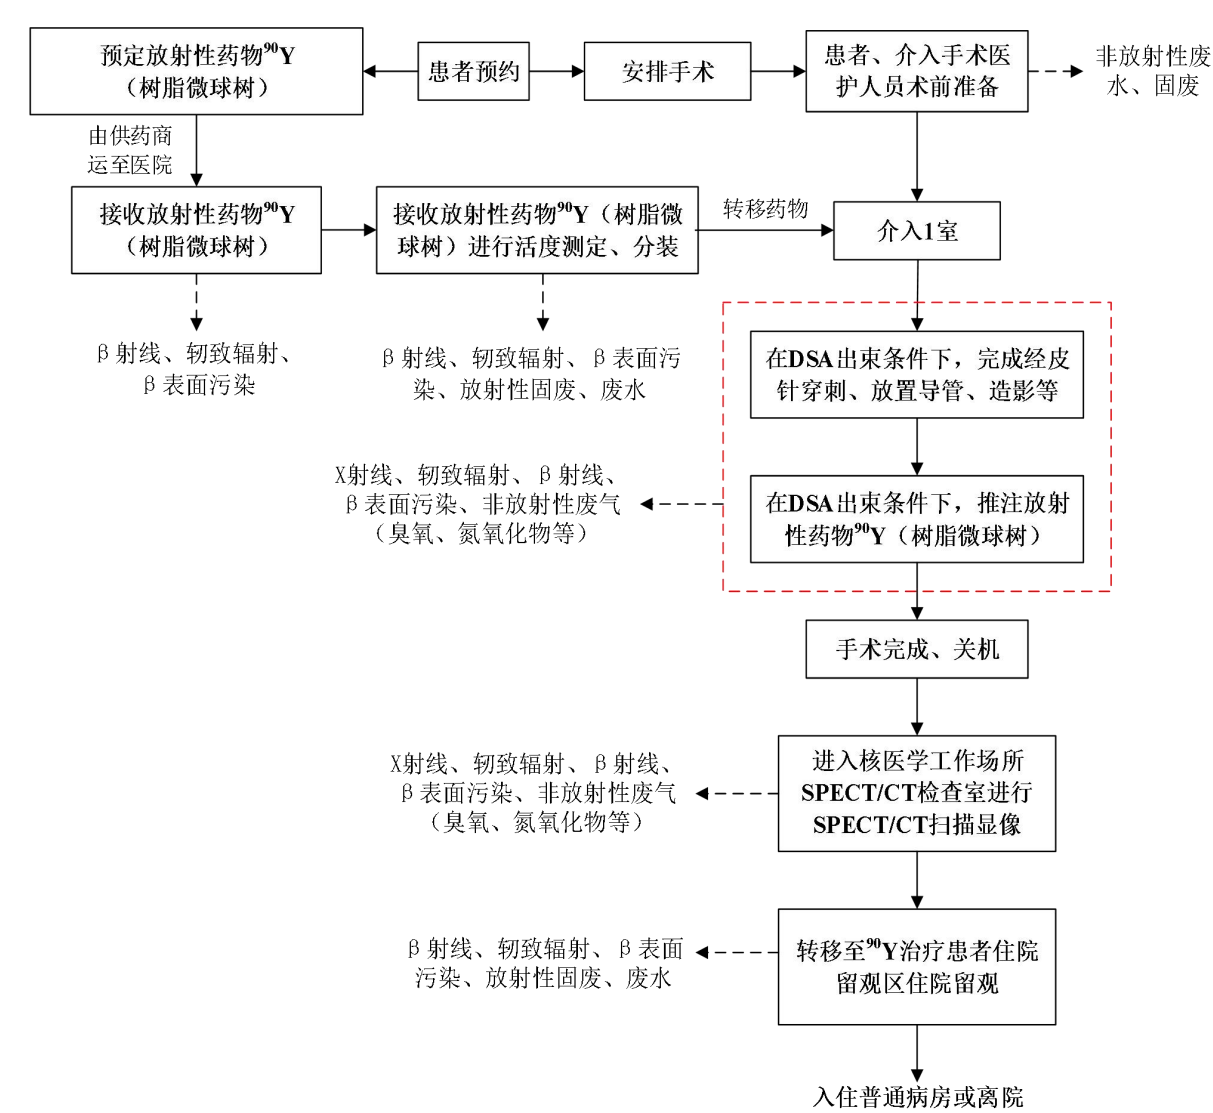 预定放射性药物⁹⁰Y
（树脂微球树）
患者预约
安排手术
患者、介入手术医
护人员术前准备
非放射性废
水、固废
由供药商
运至医院
接收放射性药物⁹⁰Y
（树脂微球树）
接收放射性药物⁹⁰Y（树脂微
球树）进行活度测定、分装
转移药物
介入1室
β射线、轫致辐射、
β表面污染
β射线、轫致辐射、β表面污
染、放射性固废、废水
在DSA出束条件下，完成经皮
针穿刺、放置导管、造影等
X射线、轫致辐射、β射线、
β表面污染、非放射性废气
（臭氧、氮氧化物等）
在DSA出束条件下，推注放射
性药物⁹⁰Y（树脂微球树）
手术完成、关机
X射线、轫致辐射、β射线、
β表面污染、非放射性废气
（臭氧、氮氧化物等）
进入核医学工作场所
SPECT/CT检查室进行
SPECT/CT扫描显像
β射线、轫致辐射、β表面
污染、放射性固废、废水
转移至⁹⁰Y治疗患者住院
留观区住院留观
入住普通病房或离院